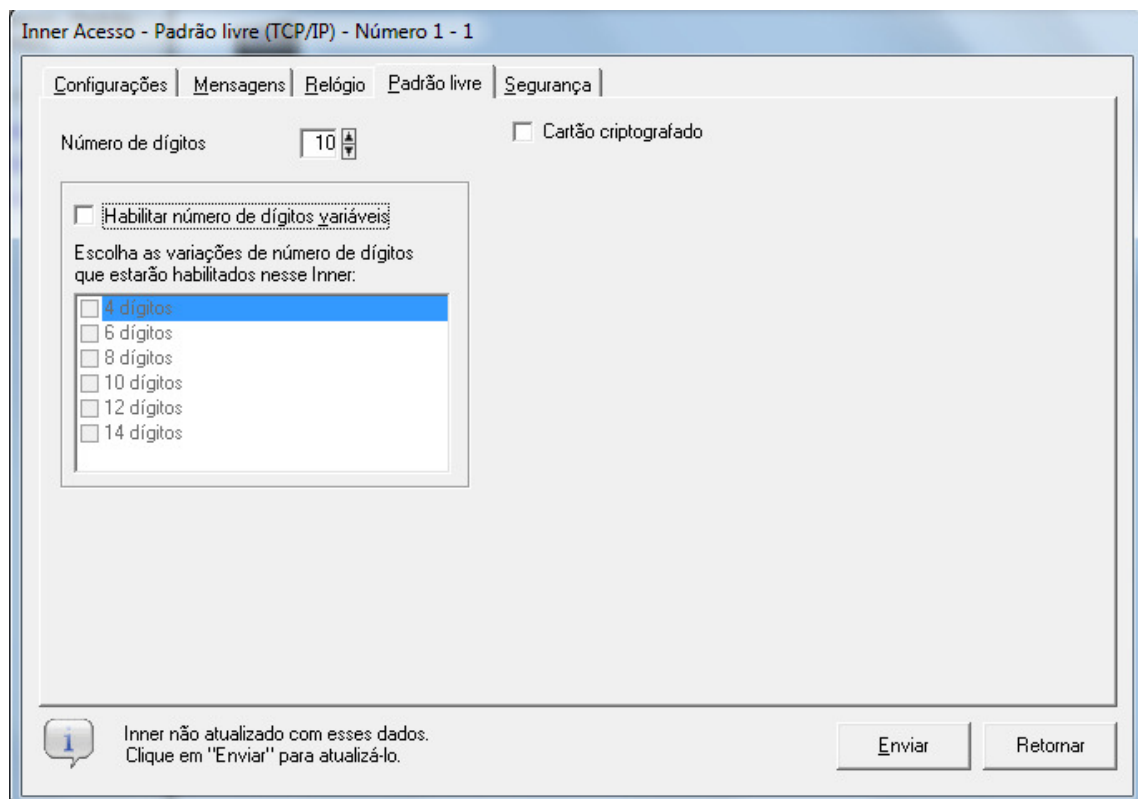 Inner Acesso - Padrão livre (TCP/IP) - Número 1 - 1
Configurações Mensagens Relógio Padrão livre Segurança
Número de dígitos 10 Cartão criptografado
Habilitar número de dígitos variáveis
Escolha as variações de número de dígitos
que estarão habilitados nesse Inner:
4 dígitos
6 dígitos
8 dígitos
10 dígitos
12 dígitos
14 dígitos
Inner não atualizado com esses dados.
Clique em "Enviar" para atualizá-lo.
Enviar Retornar